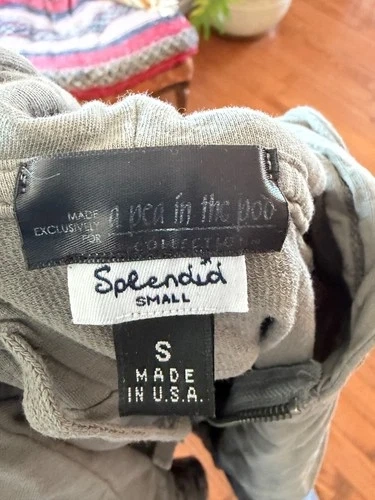 MADE
EXCLUSIVELY
FOR
a pea in the pod
COLLECTION
Splendid
SMALL
S
MADE
IN U.S.A.